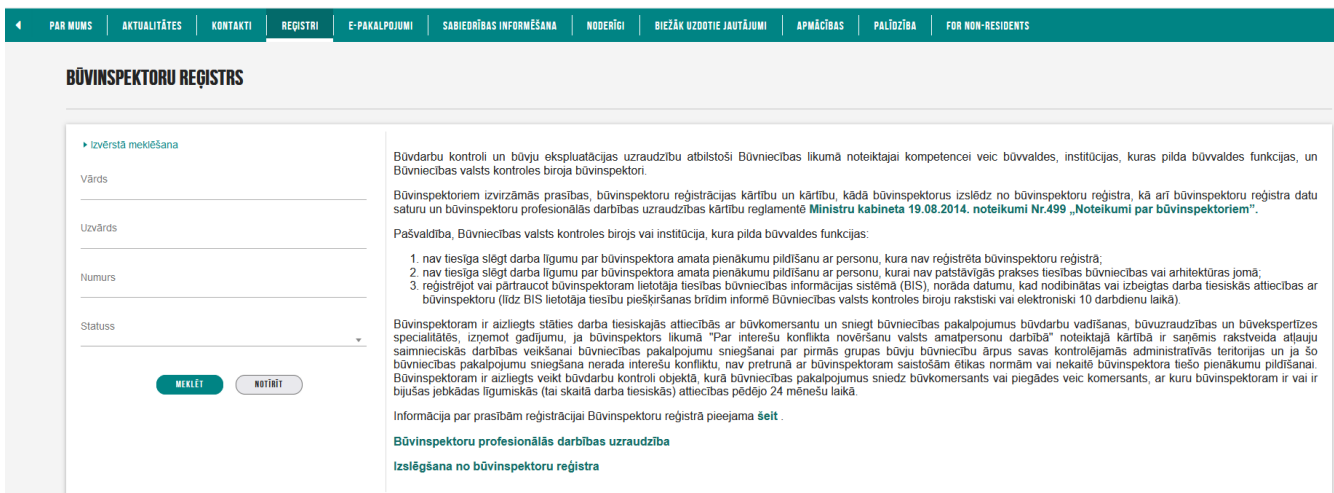 PAR MUMS
AKTUALITĀTES
KONTAKTI
REĢISTRI
E-PAKALPOJUMI
SABIEDRĪBAS INFORMĒŠANA
NODERĪGI
BIEŽĀK UZDOTIE JAUTĀJUMI
APMĀCĪBAS
PALĪDZĪBA
FOR NON-RESIDENTS
BŪVINSPEKTORU REĢISTRS
Izvērstā meklēšana
Vārds
Uzvārds
Numurs
Statuss
MEKLĒT
NOTĪRĪT
Būvdarbu kontroli un būvju ekspluatācijas uzraudzību atbilstoši Būvniecības likumā noteiktajai kompetencei veic būvvaldes, institūcijas, kuras pilda būvvaldes funkcijas, un
Būvniecības valsts kontroles biroja būvinspektori.
Būvinspektoriem izvirzāmās prasības, būvinspektoru reģistrācijas kārtību un kārtību, kādā būvinspektorus izslēdz no būvinspektoru reģistra, kā arī būvinspektoru reģistra datu
saturu un būvinspektoru profesionālās darbības uzraudzības kārtību reglamentē Ministru kabineta 19.08.2014. noteikumi Nr.499 „Noteikumi par būvinspektoriem”.
Pašvaldība, Būvniecības valsts kontroles birojs vai institūcija, kura pilda būvvaldes funkcijas:
1. nav tiesīga slēgt darba līgumu par būvinspektora amata pienākumu pildīšanu ar personu, kura nav reģistrēta būvinspektoru reģistrā;
2. nav tiesīga slēgt darba līgumu par būvinspektora amata pienākumu pildīšanu ar personu, kurai nav patstāvīgās prakses tiesības būvniecības vai arhitektūras jomā;
3. reģistrējot vai pārtraucot būvinspektoram lietotāja tiesības būvniecības informācijas sistēmā (BIS), norāda datumu, kad nodibinātas vai izbeigtas darba tiesiskās attiecības ar
būvinspektoru (līdz BIS lietotāja tiesību piešķiršanas brīdim informē Būvniecības valsts kontroles biroju rakstiski vai elektroniski 10 darbdienu laikā).
Būvinspektoram ir aizliegts stāties darba tiesiskajās attiecībās ar būvkomersantu un sniegt būvniecības pakalpojumus būvdarbu vadīšanas, būvuzraudzības un būvekspertīzes
specialitātēs, izņemot gadījumu, ja būvinspektors likumā "Par interešu konflikta novēršanu valsts amatpersonu darbībā" noteiktajā kārtībā ir saņēmis rakstveida atļauju
saimnieciskās darbības veikšanai būvniecības pakalpojumu sniegšanai par pirmās grupas būvju būvniecību ārpus savas kontrolējamās administratīvās teritorijas un ja šo
būvniecības pakalpojumu sniegšana nerada interešu konfliktu, nav pretrunā ar būvinspektoram saistošām ētikas normām vai nekaitē būvinspektora tiešo pienākumu pildīšanai.
Būvinspektoram ir aizliegts veikt būvdarbu kontroli objektā, kurā būvniecības pakalpojumus sniedz būvkomersants vai piegādes veic komersants, ar kuru būvinspektoram ir vai ir
bijušas jebkādas līgumiskās (tai skaitā darba tiesiskās) attiecības pēdējo 24 mēnešu laikā.
Informācija par prasībām reģistrācijai Būvinspektoru reģistrā pieejama šeit .
Būvinspektoru profesionālās darbības uzraudzība
Izslēgšana no būvinspektoru reģistra